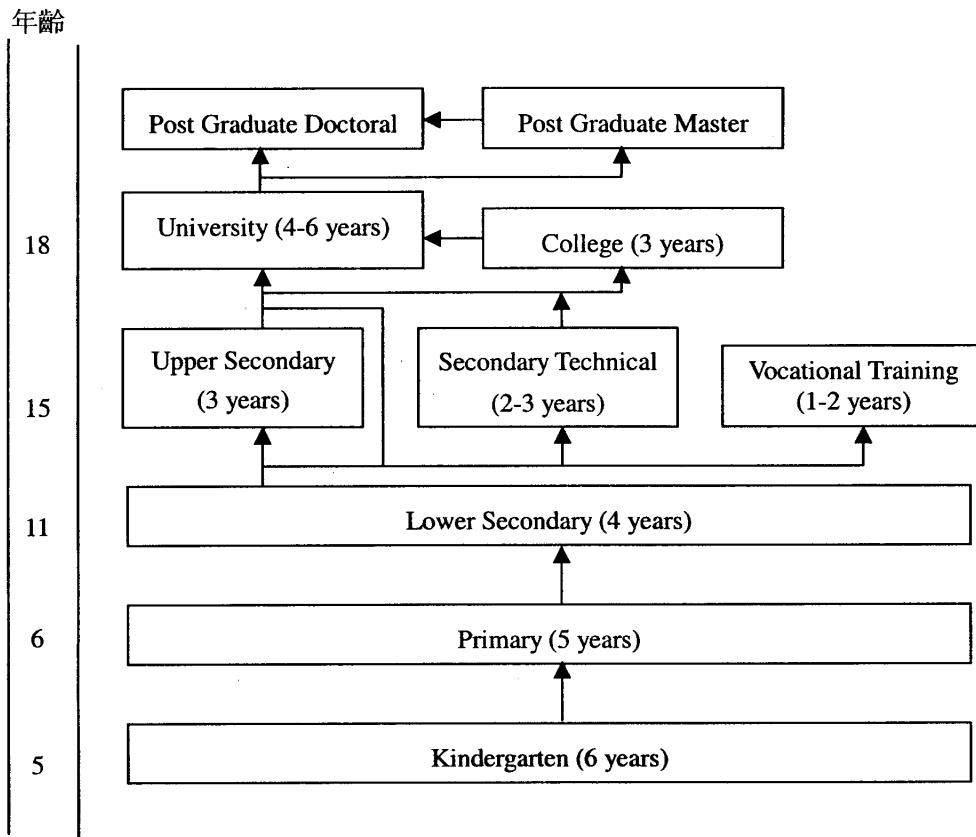 年齡
Post Graduate Doctoral
Post Graduate Master
18
University (4-6 years)
College (3 years)
15
Upper Secondary
(3 years)
Secondary Technical
(2-3 years)
Vocational Training
(1-2 years)
11
Lower Secondary (4 years)
6
Primary (5 years)
5
Kindergarten (6 years)